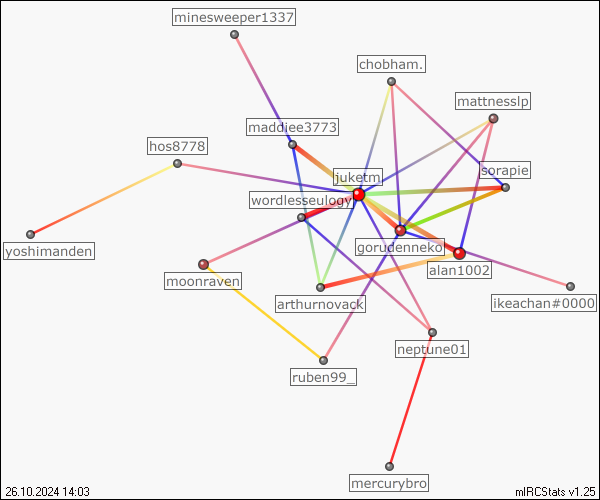 minesweeper1337
chobham.
mattnesslp
maddiee3773
hos8778
sorapie
juketm
wordlesseulogy
gorudenneko
yoshimanden
alan1002
moonraven
arthurnovack
ikeachan#0000
neptune01
ruben99_
mercurybro
26.10.2024 14:03
mIRCStats v1.25